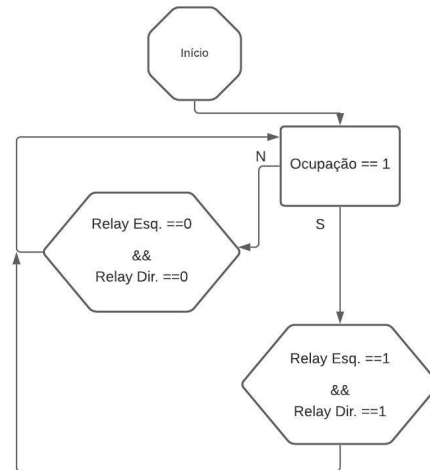 Início
Ocupação == 1
N
S
Relay Esq. ==0
&&
Relay Dir. ==0
Relay Esq. ==1
&&
Relay Dir. ==1